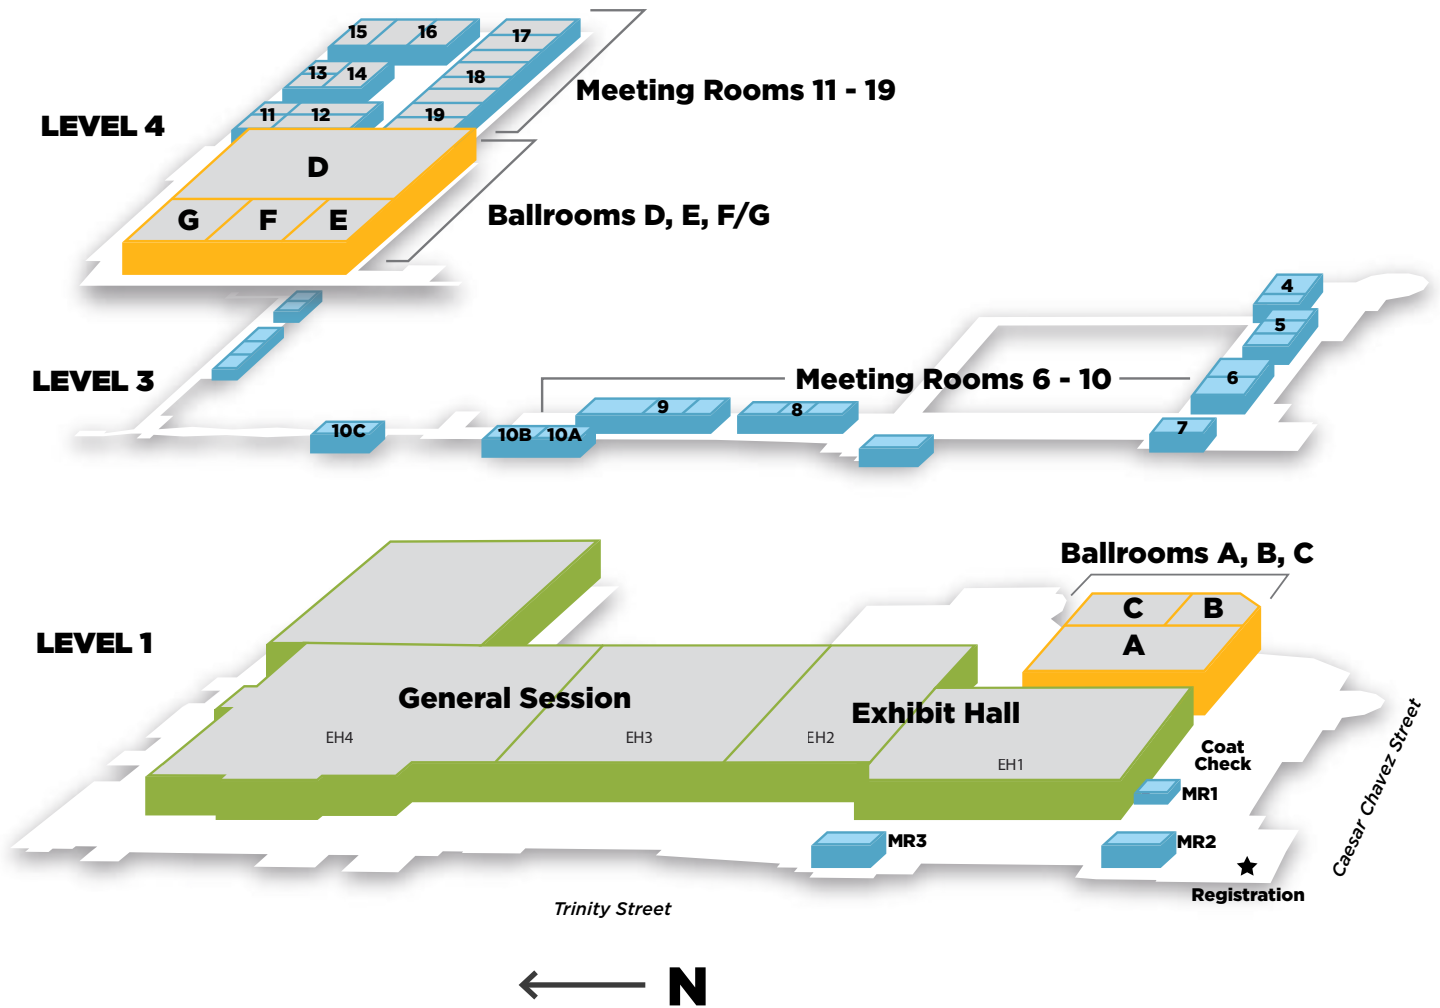 15 16 17
13 14 18
Meeting Rooms 11 - 19
11 12 19
LEVEL 4
D
G F E
Ballrooms D, E, F/G
4
5
LEVEL 3
Meeting Rooms 6 - 10
6
9 8
10C 10B 10A 7
Ballrooms A, B, C
C B
A
LEVEL 1
General Session
Exhibit Hall
EH4 EH3 EH2
EH1
Coat
Check
MR1
MR3 MR2
Caesar Chavez Street
Registration
Trinity Street
N